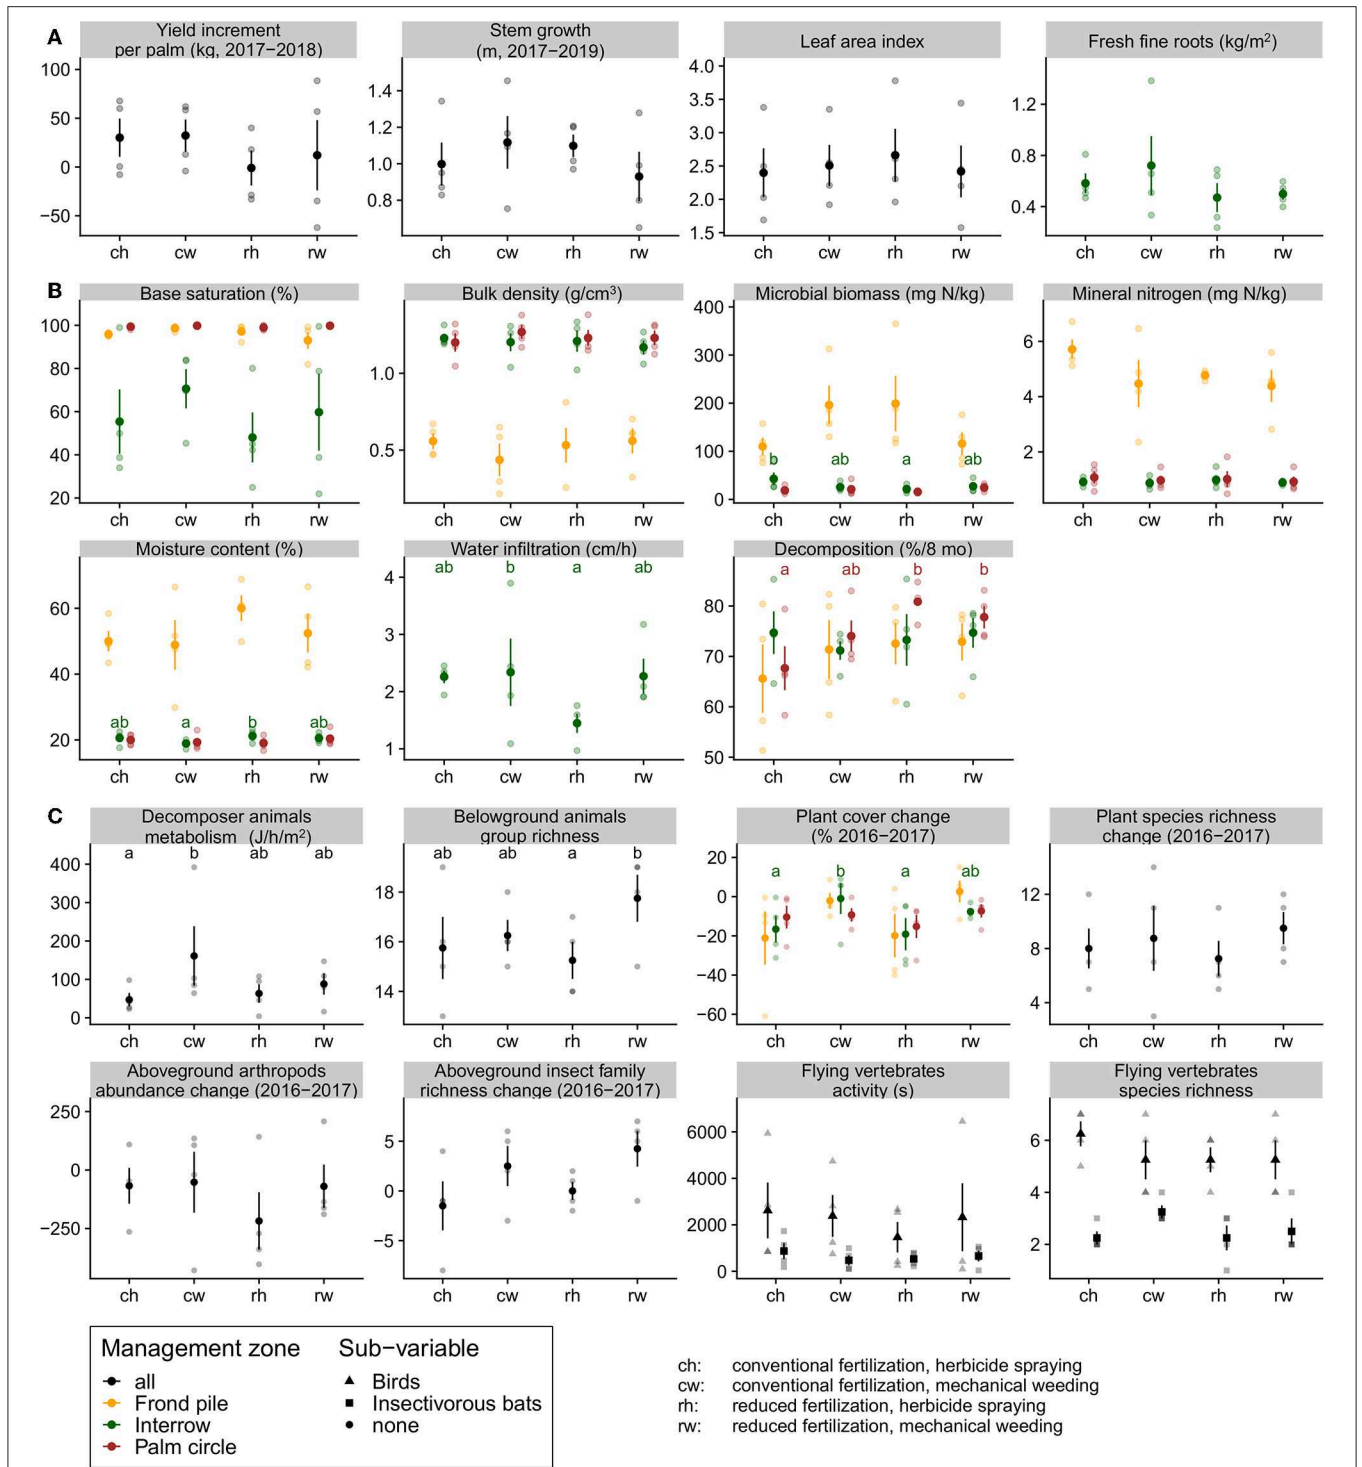 A
Yield increment
per palm (kg, 2017−2018)
Stem growth
(m, 2017−2019)
Leaf area index
Fresh fine roots (kg/m²)
100
50
0
−50
ch cw rh rw
1.4
1.2
1.0
0.8
ch cw rh rw
4.0
3.5
3.0
2.5
2.0
1.5
ch cw rh rw
1.2
0.8
0.4
ch cw rh rw
B
Base saturation (%)
Bulk density (g/cm³)
Microbial biomass (mg N/kg)
Mineral nitrogen (mg N/kg)
100
80
60
40
20
ch cw rh rw
1.0
0.5
ch cw rh rw
400
300
200
100
0
b ab a ab
ch cw rh rw
6
4
2
ch cw rh rw
Moisture content (%)
Water infiltration (cm/h)
Decomposition (%/8 mo)
60
40
20
ab a b ab
ch cw rh rw
ab b a ab
4
3
2
1
ch cw rh rw
a ab b b
80
70
60
50
ch cw rh rw
C
Decomposer animals
metabolism (J/h/m²)
Belowground animals
group richness
Plant cover change
(% 2016−2017)
Plant species richness
change (2016−2017)
a b ab ab
400
300
200
100
0
ch cw rh rw
ab ab a b
18
16
14
ch cw rh rw
20
0
−20
−40
−60
a b a ab
ch cw rh rw
12
8
4
ch cw rh rw
Aboveground arthropods
abundance change (2016−2017)
Aboveground insect family
richness change (2016−2017)
Flying vertebrates
activity (s)
Flying vertebrates
species richness
250
0
−250
ch cw rh rw
5
0
−5
ch cw rh rw
6000
4000
2000
0
ch cw rh rw
6
4
2
ch cw rh rw
Management zone
all
Frond pile
Interrow
Palm circle
Sub−variable
Birds
Insectivorous bats
none
ch: conventional fertilization, herbicide spraying
cw: conventional fertilization, mechanical weeding
rh: reduced fertilization, herbicide spraying
rw: reduced fertilization, mechanical weeding